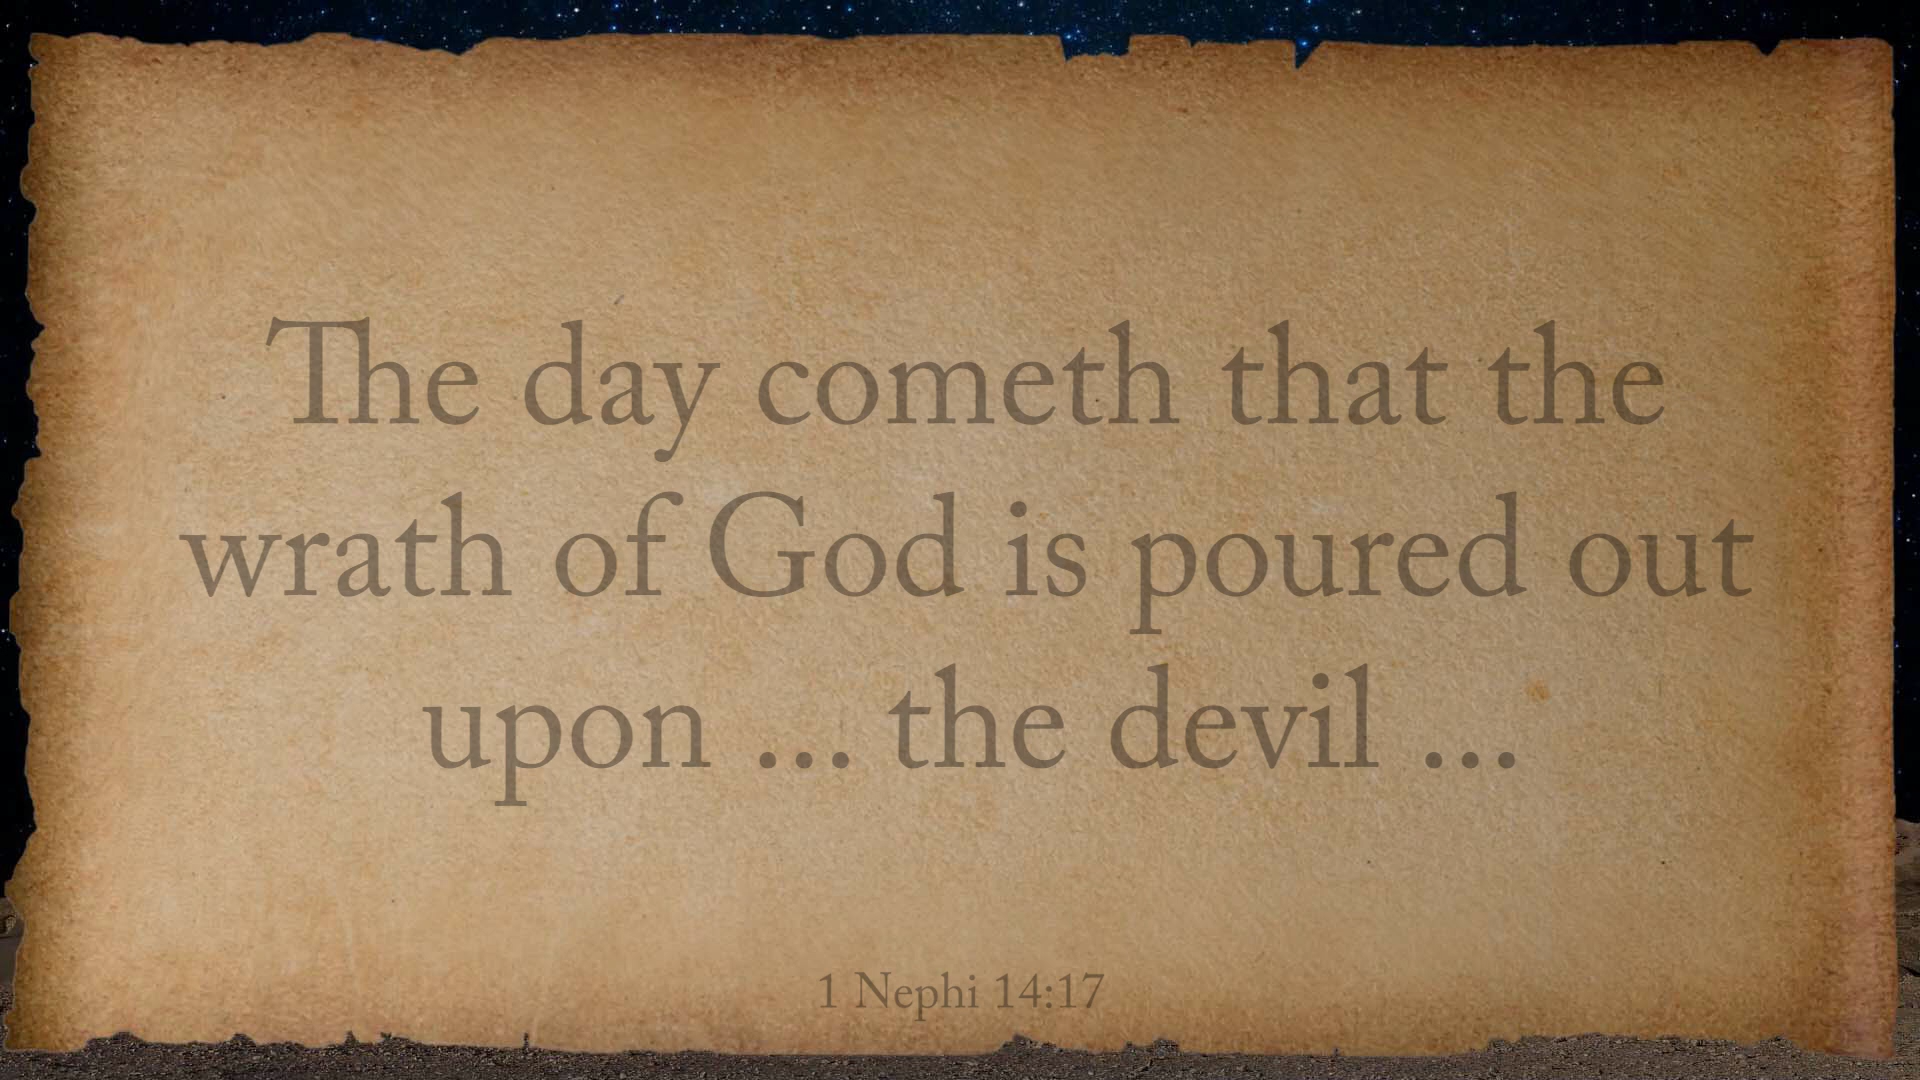 The day cometh that the
wrath of God is poured out
upon ... the devil ...
1 Nephi 14:17